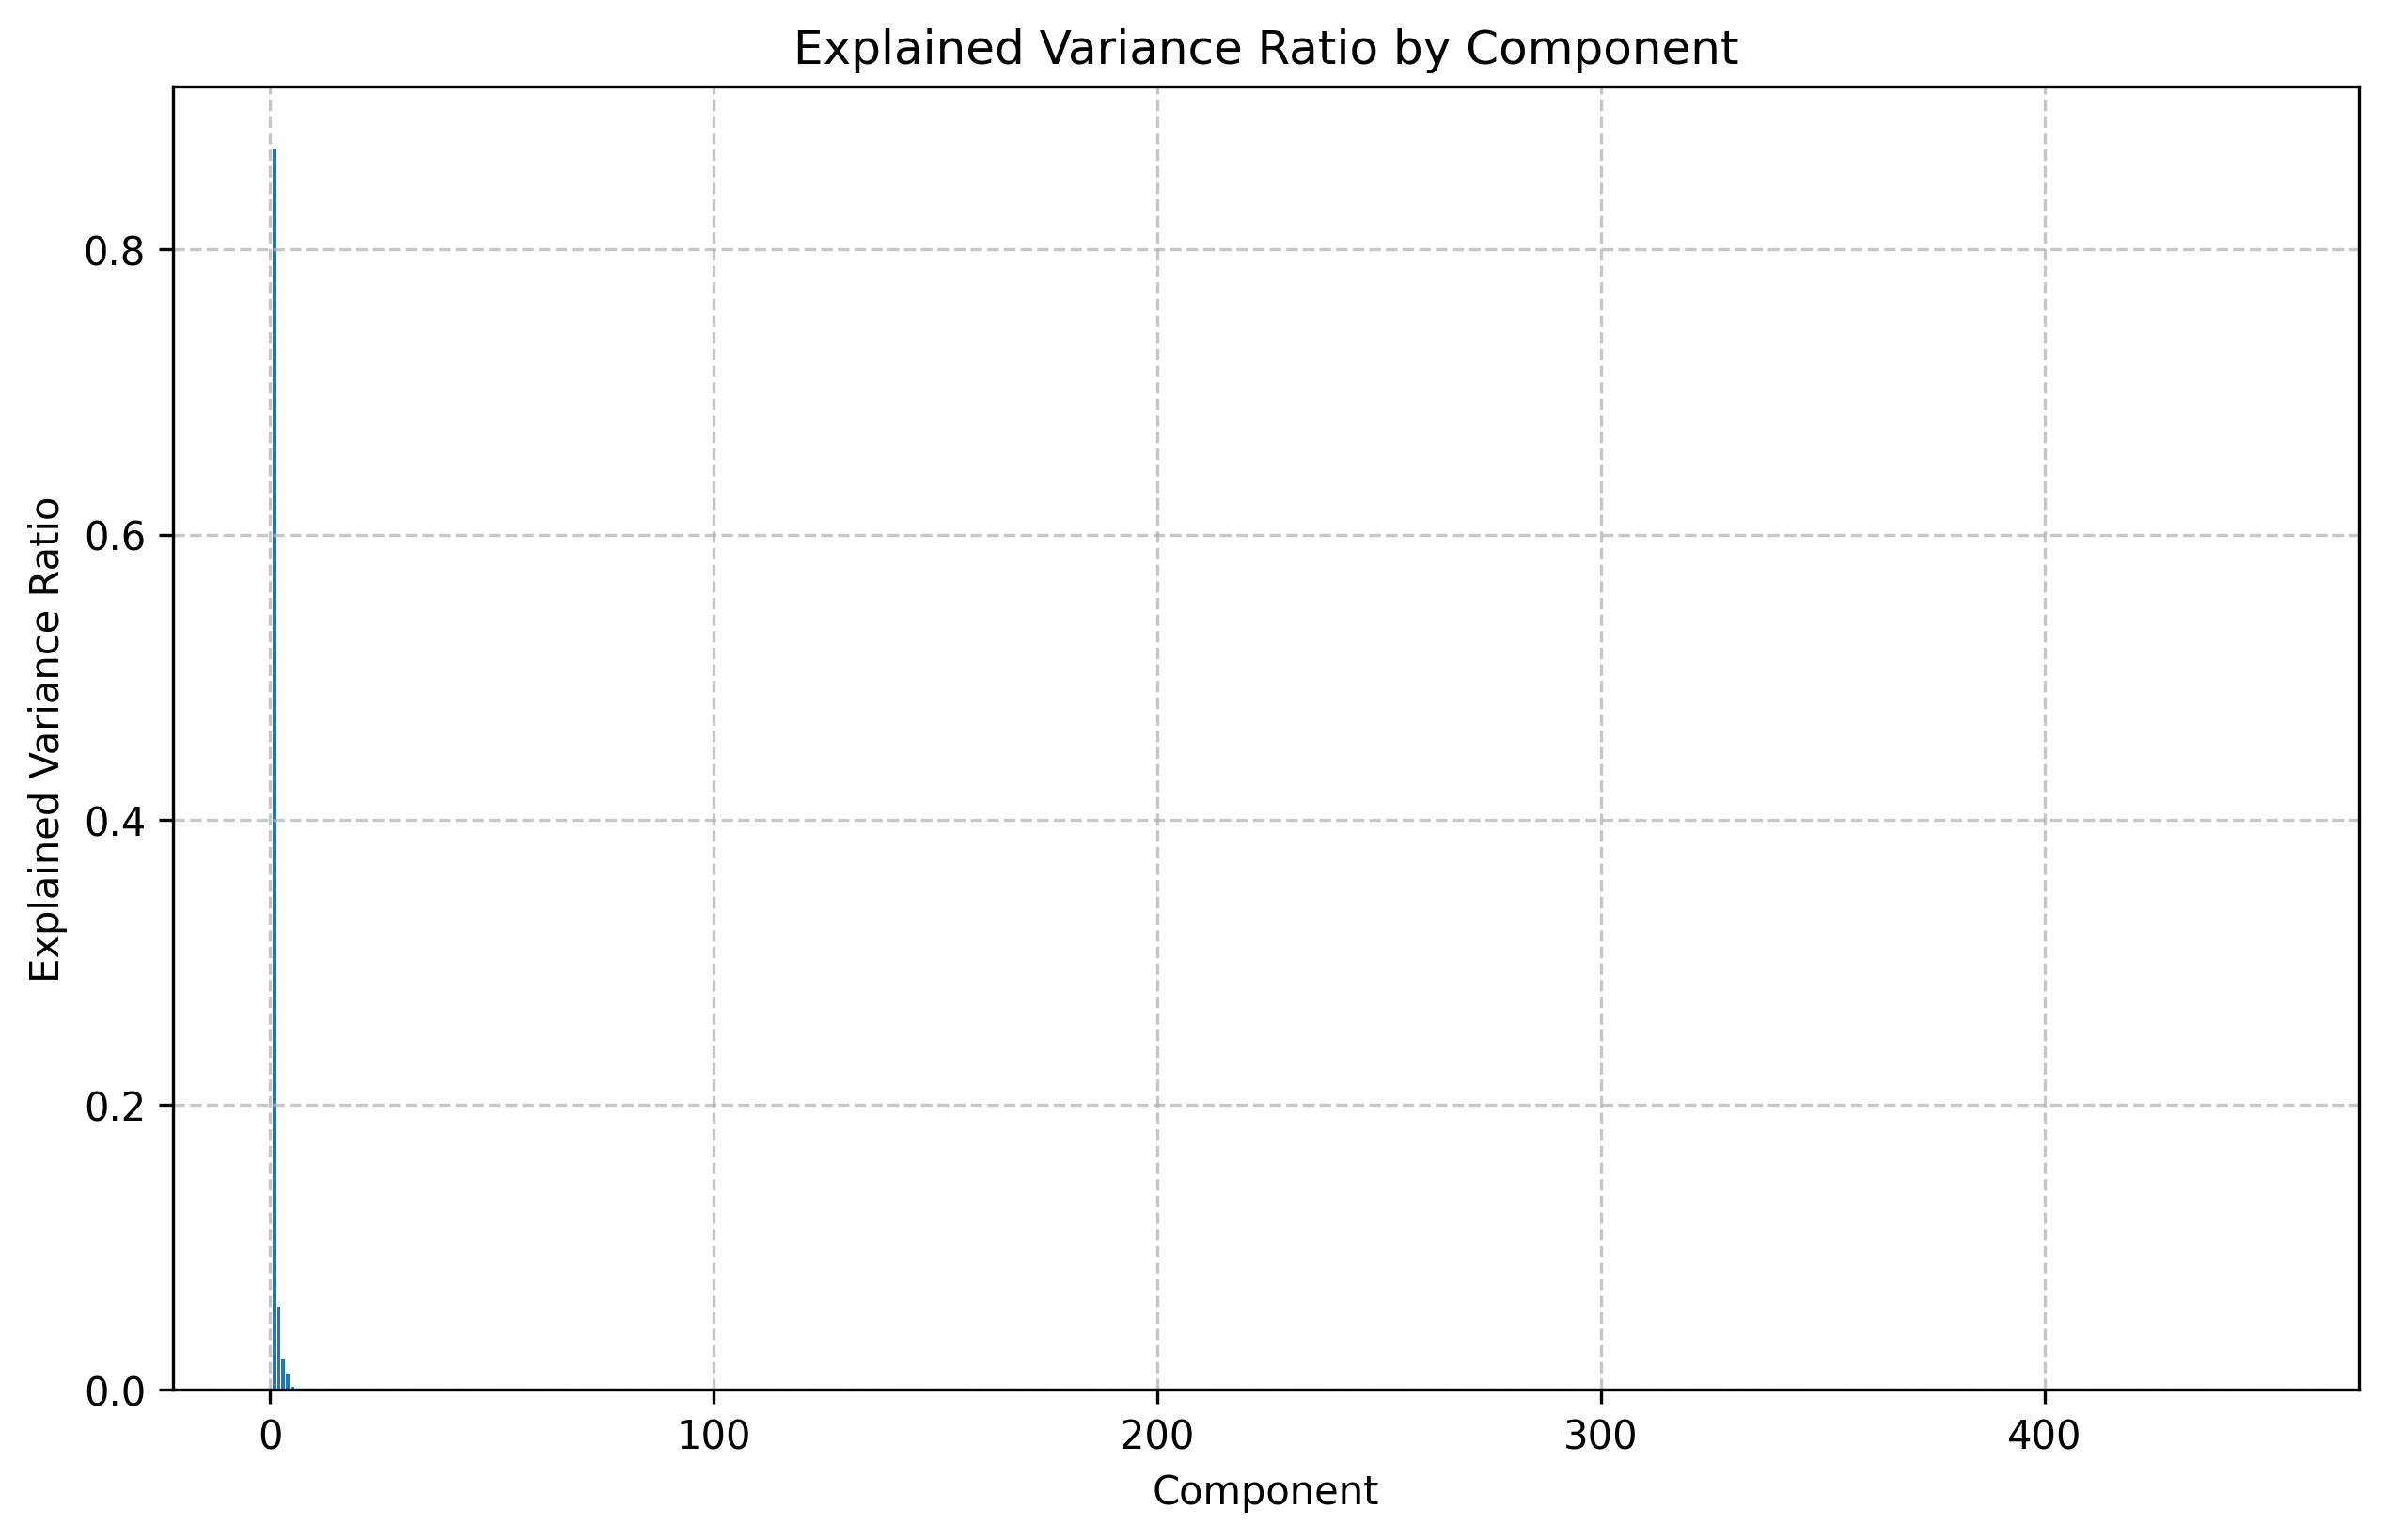 Explained Variance Ratio by Component
Explained Variance Ratio
0.8
0.6
0.4
0.2
0.0
0 100 200 300 400
Component